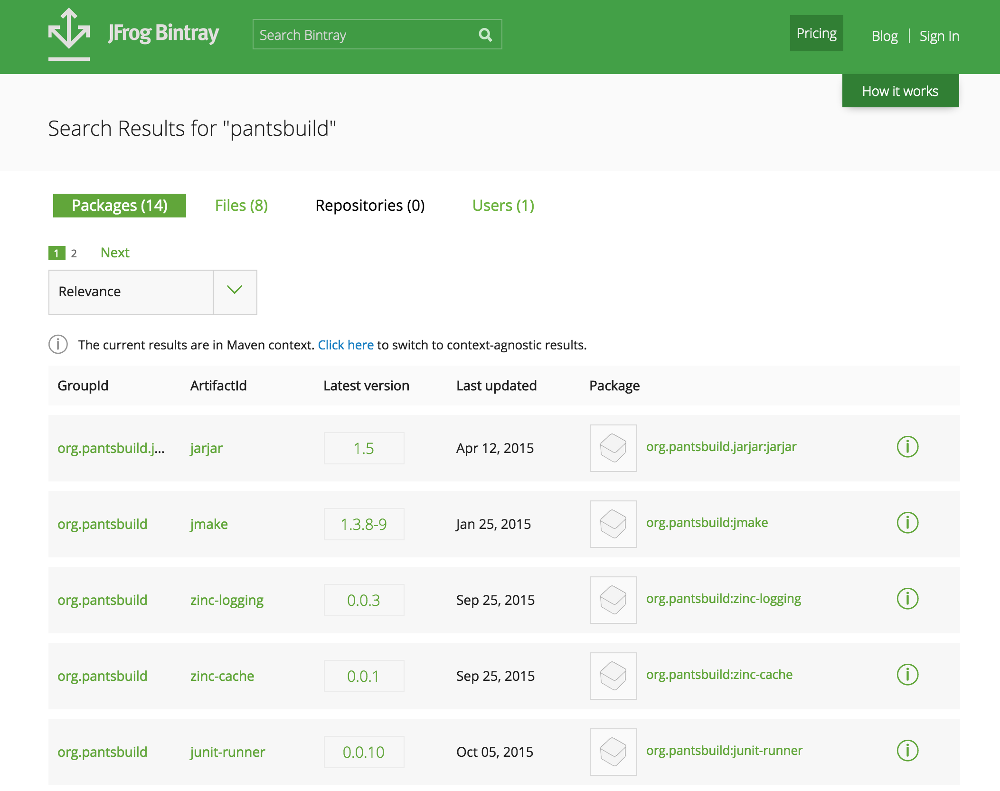 JFrog Bintray
Search Bintray
Pricing
Blog | Sign In
How it works
Search Results for "pantsbuild"
Packages (14) Files (8) Repositories (0) Users (1)
1 2 Next
Relevance
The current results are in Maven context. Click here to switch to context-agnostic results.
GroupId ArtifactId Latest version Last updated Package
org.pantsbuild.j... jarjar 1.5 Apr 12, 2015 org.pantsbuild.jarjar:jarjar
org.pantsbuild jmake 1.3.8-9 Jan 25, 2015 org.pantsbuild:jmake
org.pantsbuild zinc-logging 0.0.3 Sep 25, 2015 org.pantsbuild:zinc-logging
org.pantsbuild zinc-cache 0.0.1 Sep 25, 2015 org.pantsbuild:zinc-cache
org.pantsbuild junit-runner 0.0.10 Oct 05, 2015 org.pantsbuild:junit-runner